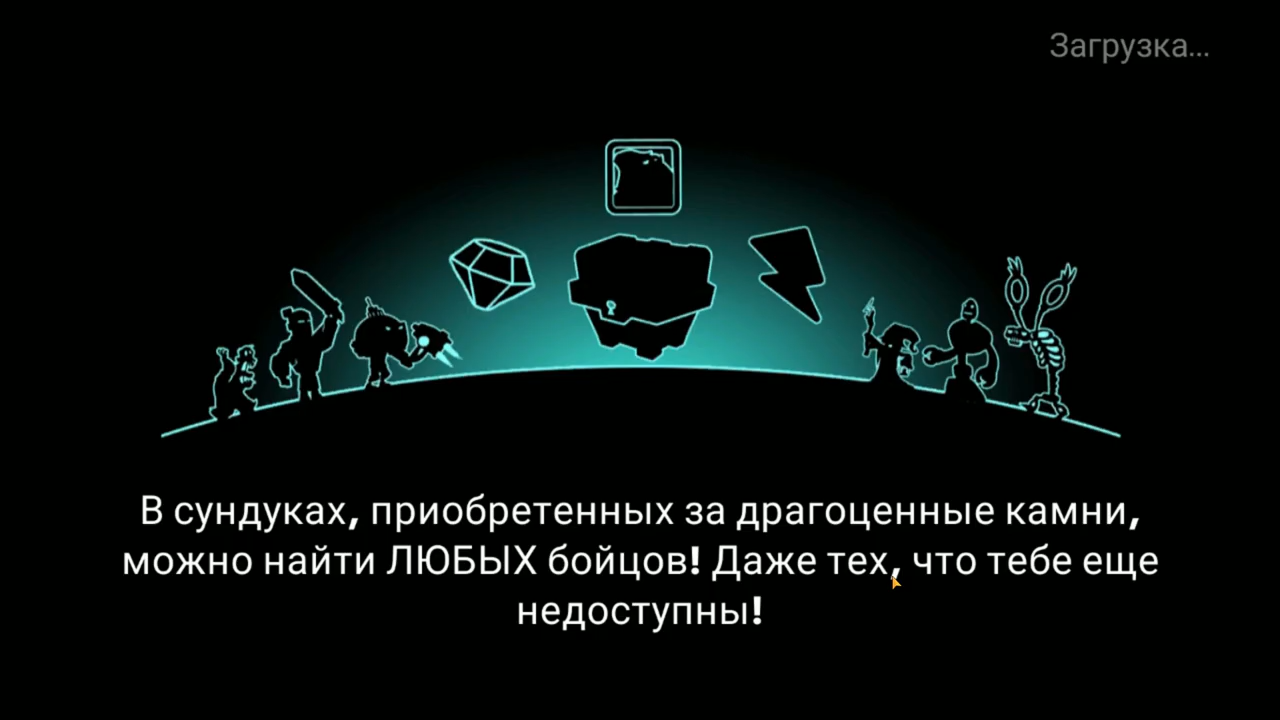 Загрузка...
В сундуках, приобретенных за драгоценные камни,
можно найти ЛЮБЫХ бойцов! Даже тех, что тебе еще
недоступны!